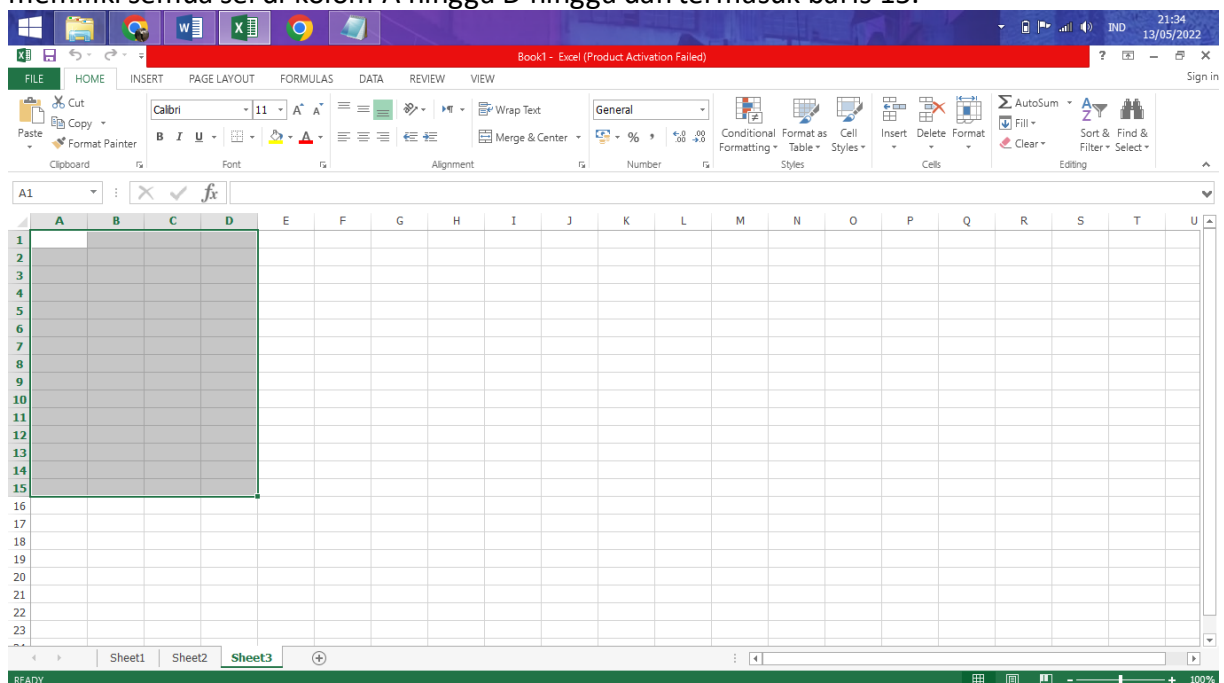 memiliki semua sel di kolom A hingga D hingga dan termasuk baris 15.
IND
21:34
13/05/2022
Book1 - Excel (Product Activation Failed)
FILE HOME INSERT PAGE LAYOUT FORMULAS DATA REVIEW VIEW Sign in
Paste
Cut
Copy
Format Painter
Clipboard
Calibri 11
B I U
Font
Wrap Text
Merge & Center
Alignment
General
Number
Conditional Formatting
Format as Table
Cell Styles
Styles
Insert Delete Format
Cells
AutoSum
Fill
Clear
Sort & Filter
Find & Select
Editing
A1 fx
A B C D E F G H I J K L M N O P Q R S T U
1
2
3
4
5
6
7
8
9
10
11
12
13
14
15
16
17
18
19
20
21
22
23
Sheet1 Sheet2 Sheet3
READY 100%